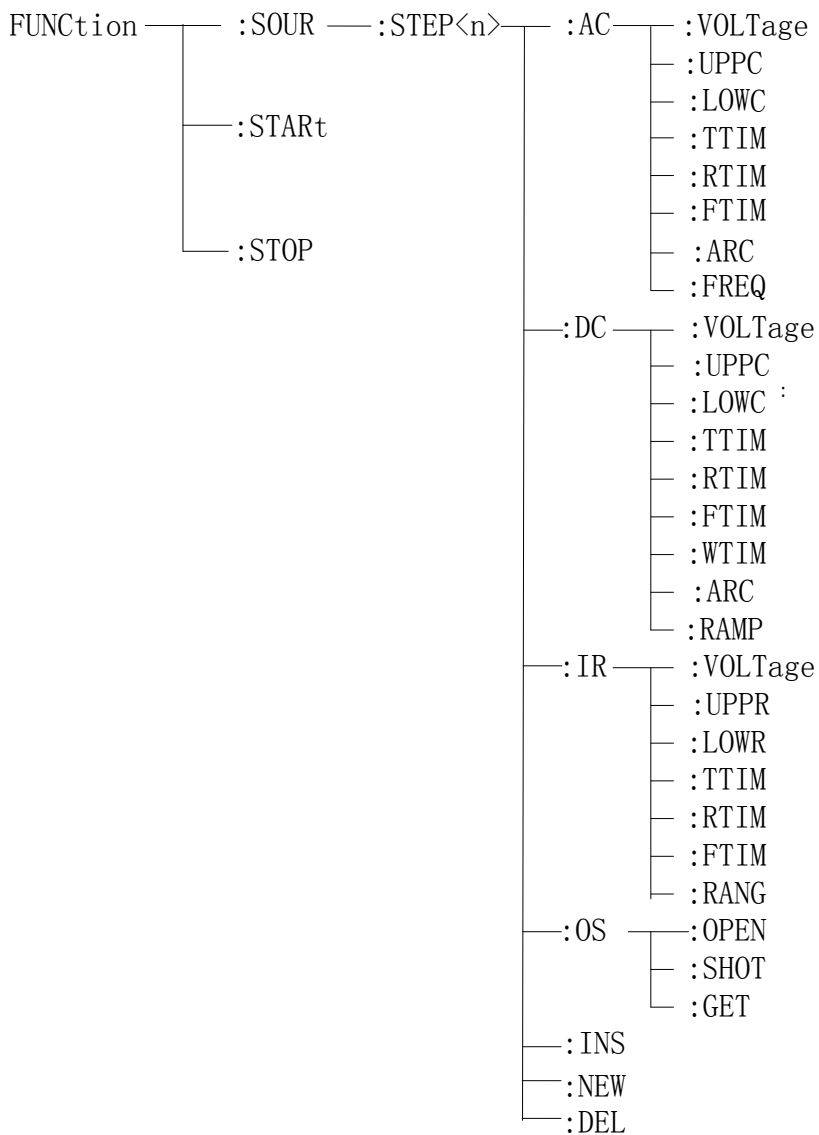 FUNCtion :SOUR :STEP<n> :AC :VOLTage
:UPPC
:LOWC
:STARt :TTIM
:RTIM
:FTIM
:STOP :ARC
:FREQ
:DC :VOLTage
:UPPC
:LOWC :
:TTIM
:RTIM
:FTIM
:WTIM
:ARC
:RAMP
:IR :VOLTage
:UPPR
:LOWR
:TTIM
:RTIM
:FTIM
:RANG
:OS :OPEN
:SHOT
:GET
:INS
:NEW
:DEL